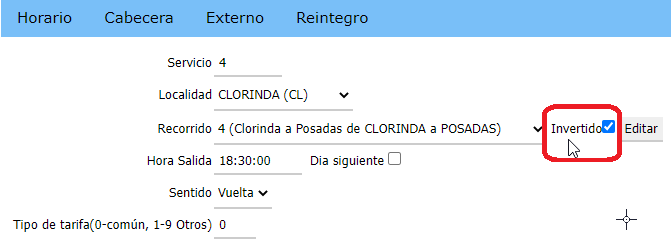 Horario Cabecera Externo Reintegro
Servicio 4
Localidad CLORINDA (CL)
Recorrido 4 (Clorinda a Posadas de CLORINDA a POSADAS) Invertido Editar
Hora Salida 18:30:00 Dia siguiente
Sentido Vuelta
Tipo de tarifa(0-común, 1-9 Otros) 0